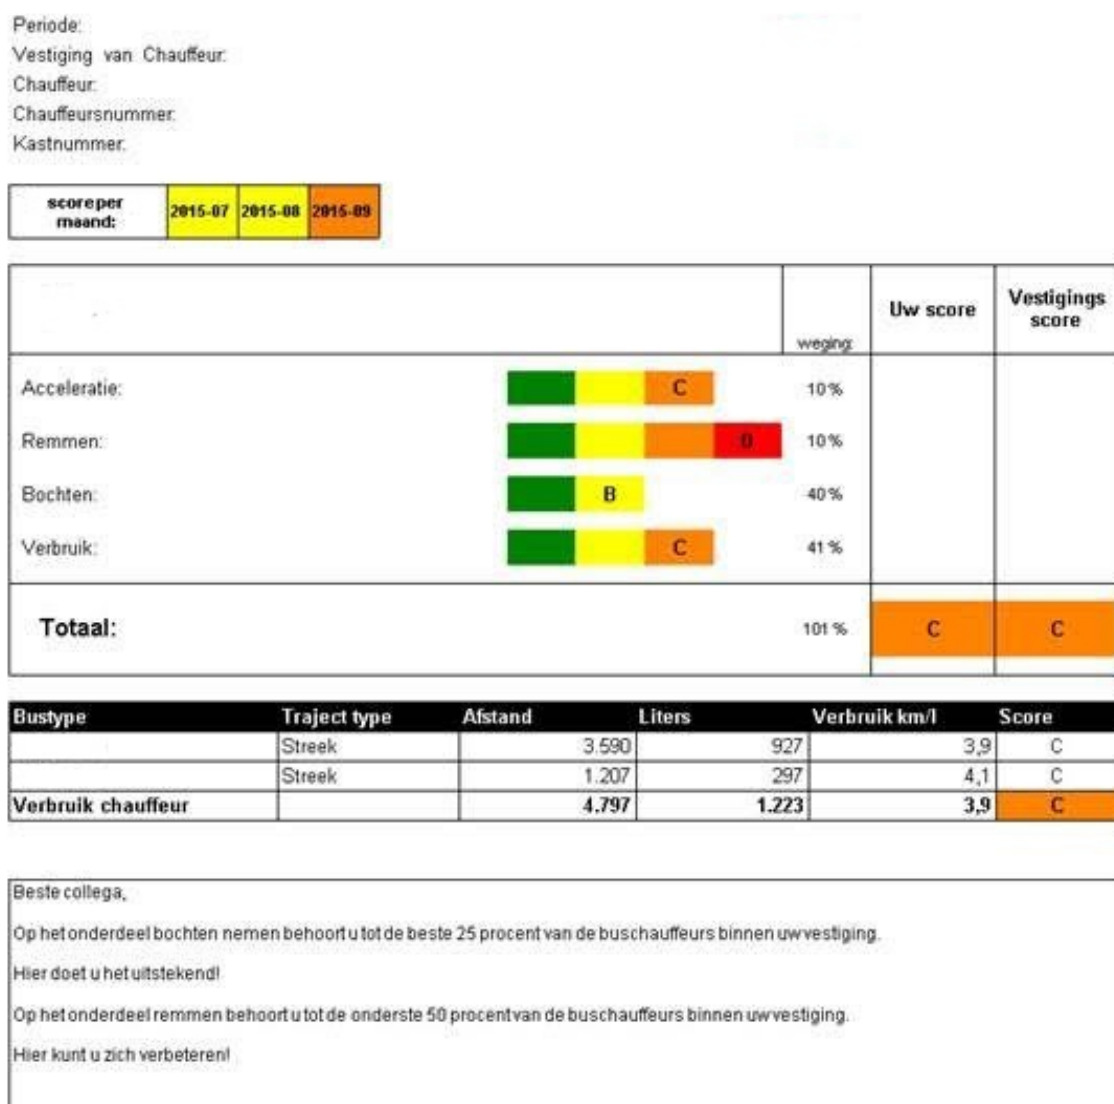 Periode:
Vestiging van Chauffeur:
Chauffeur:
Chauffeursnummer:
Kastnummer:
score per maand: 2015-07 2015-08 2015-09
weging: Uw score Vestigings score
Acceleratie: C 10%
Remmen: D 10%
Bochten: B 40%
Verbruik: C 41%
Totaal: 101% C C
Bustype Traject type Afstand Liters Verbruik km/l Score
Streek 3.590 927 3,9 C
Streek 1.207 297 4,1 C
Verbruik chauffeur 4.797 1.223 3,9 C
Beste collega,
Op het onderdeel bochten nemen behoort u tot de beste 25 procent van de buschauffeurs binnen uw vestiging.
Hier doet u het uitstekend!
Op het onderdeel remmen behoort u tot de onderste 50 procent van de buschauffeurs binnen uw vestiging.
Hier kunt u zich verbeteren!